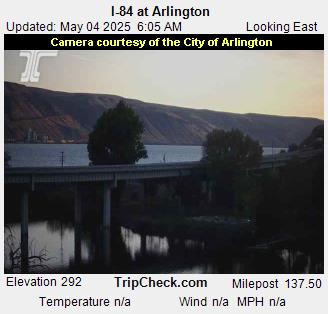 I-84 at Arlington
Updated: May 04 2025 6:05 AM Looking East
Camera courtesy of the City of Arlington
Elevation 292 TripCheck.com Milepost 137.50
Temperature n/a Wind n/a MPH n/a